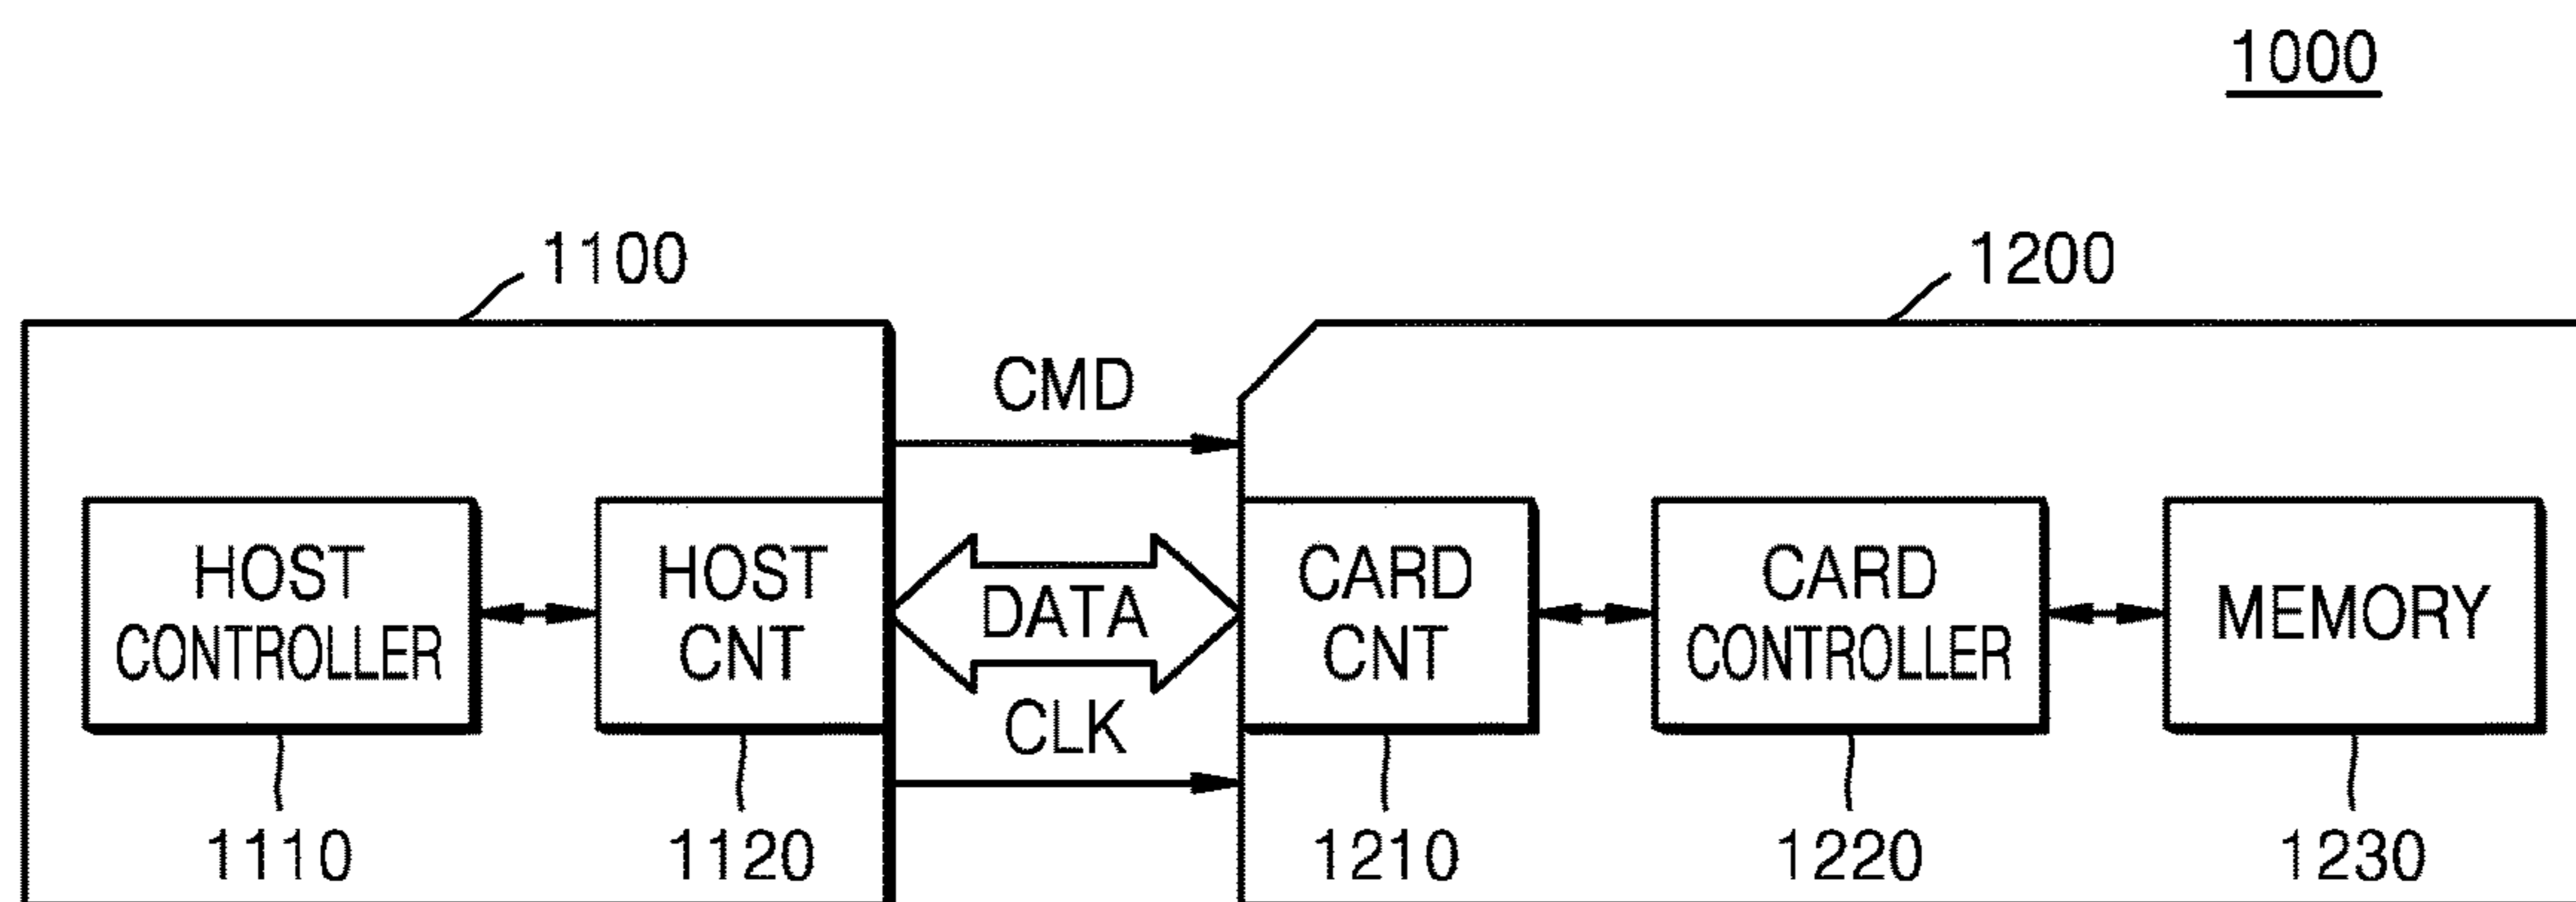 1000
1100
1200
CMD
HOST
CONTROLLER
HOST
CNT
DATA
CARD
CNT
CARD
CONTROLLER
MEMORY
CLK
1110
1120
1210
1220
1230